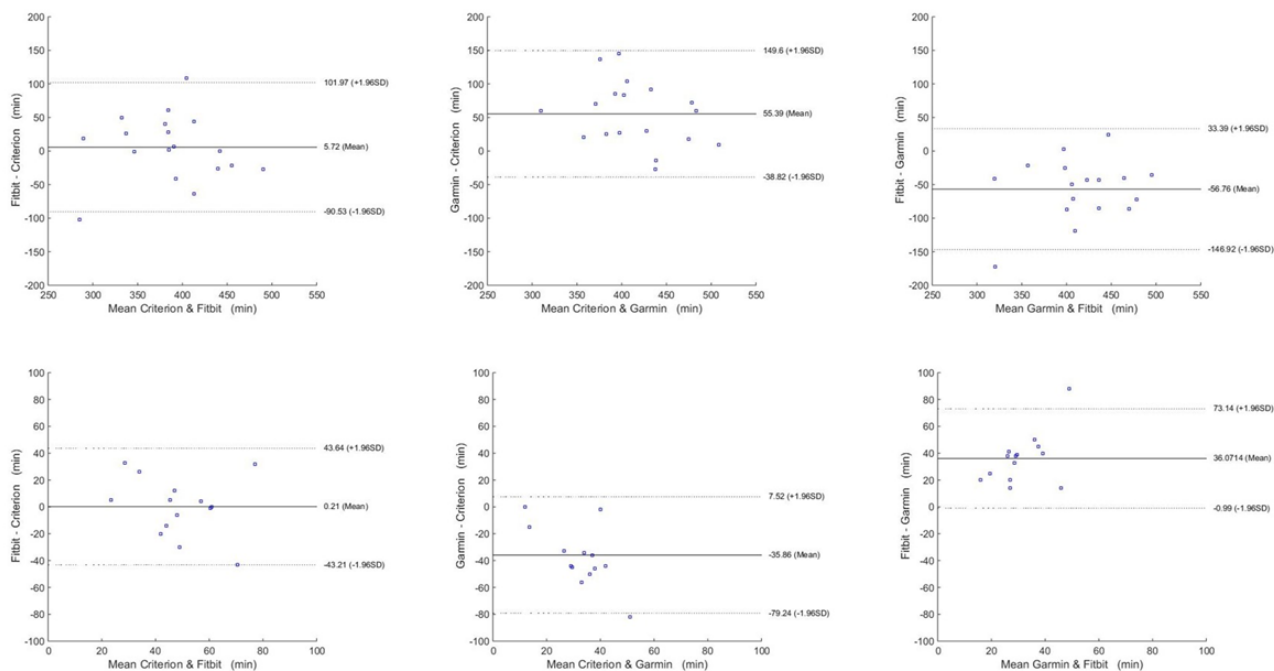 200
150
101.97 (+1.96SD)
100
50
5.72 (Mean)
0
-50
-90.53 (-1.96SD)
-100
-150
-200
250 300 350 400 450 500 550
Fitbit - Criterion (min)
Mean Criterion & Fitbit (min)
200
149.6 (+1.96SD)
150
100
55.39 (Mean)
50
0
-38.82 (-1.96SD)
-50
-100
-150
-200
250 300 350 400 450 500 550
Garmin - Criterion (min)
Mean Criterion & Garmin (min)
200
150
100
50
33.39 (+1.96SD)
0
-50
-56.76 (Mean)
-100
-146.92 (-1.96SD)
-150
-200
250 300 350 400 450 500 550
Fitbit - Garmin (min)
Mean Garmin & Fitbit (min)
100
80
60
43.64 (+1.96SD)
40
20
0.21 (Mean)
0
-20
-43.21 (-1.96SD)
-40
-60
-80
-100
0 20 40 60 80 100
Fitbit - Criterion (min)
Mean Criterion & Fitbit (min)
100
80
60
40
20
7.52 (+1.96SD)
0
-20
-35.86 (Mean)
-40
-60
-79.24 (-1.96SD)
-80
-100
0 20 40 60 80 100
Garmin - Criterion (min)
Mean Criterion & Garmin (min)
100
80
73.14 (+1.96SD)
60
40
36.0714 (Mean)
20
0
-0.99 (-1.96SD)
-20
-40
-60
-80
-100
0 20 40 60 80 100
Fitbit - Garmin (min)
Mean Garmin & Fitbit (min)